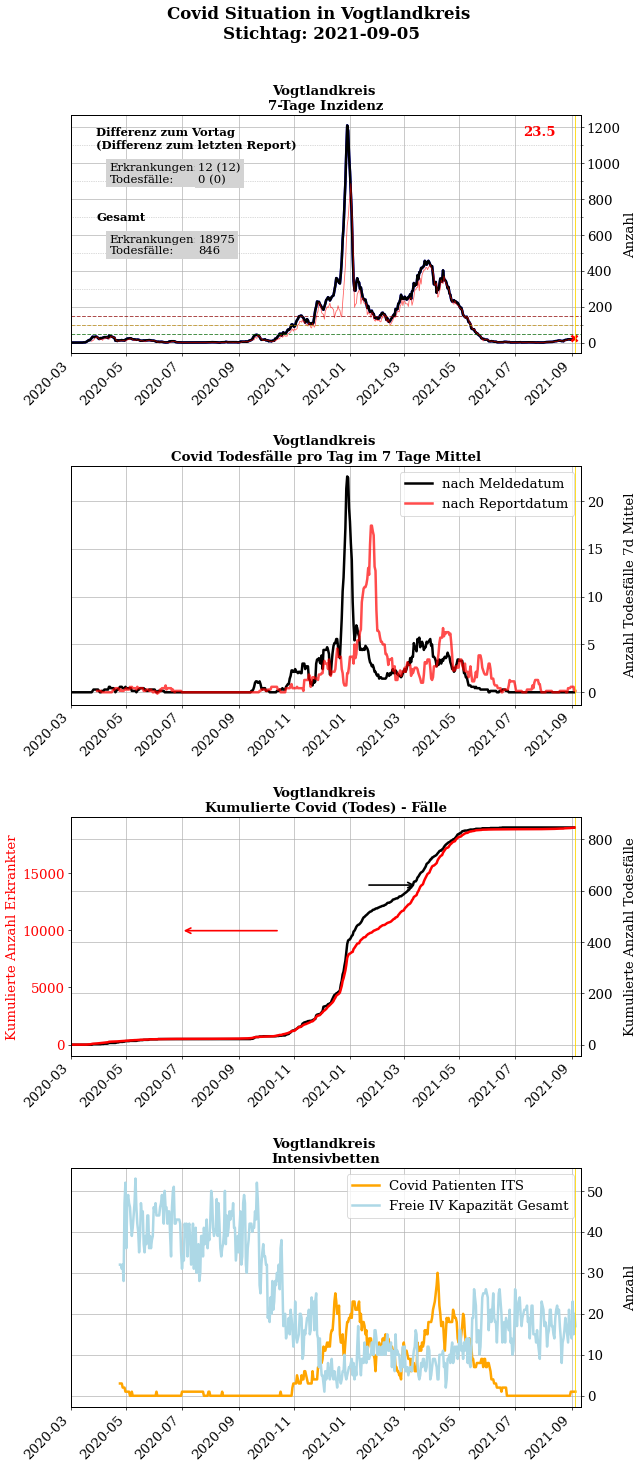 Covid Situation in Vogtlandkreis
Stichtag: 2021-09-05
Vogtlandkreis
7-Tage Inzidenz
Differenz zum Vortag
(Differenz zum letzten Report)
Erkrankungen 12 (12)
Todesfälle: 0 (0)
Gesamt
Erkrankungen 18975
Todesfälle: 846
23.5
1200
1000
800
600
400
200
0
Anzahl
2020-03
2020-05
2020-07
2020-09
2020-11
2021-01
2021-03
2021-05
2021-07
2021-09
Vogtlandkreis
Covid Todesfälle pro Tag im 7 Tage Mittel
nach Meldedatum
nach Reportdatum
20
15
10
5
0
Anzahl Todesfälle 7d Mittel
2020-03
2020-05
2020-07
2020-09
2020-11
2021-01
2021-03
2021-05
2021-07
2021-09
Vogtlandkreis
Kumulierte Covid (Todes) - Fälle
Kumulierte Anzahl Erkrankter
15000
10000
5000
0
800
600
400
200
0
Kumulierte Anzahl Todesfälle
2020-03
2020-05
2020-07
2020-09
2020-11
2021-01
2021-03
2021-05
2021-07
2021-09
Vogtlandkreis
Intensivbetten
Covid Patienten ITS
Freie IV Kapazität Gesamt
50
40
30
20
10
0
Anzahl
2020-03
2020-05
2020-07
2020-09
2020-11
2021-01
2021-03
2021-05
2021-07
2021-09